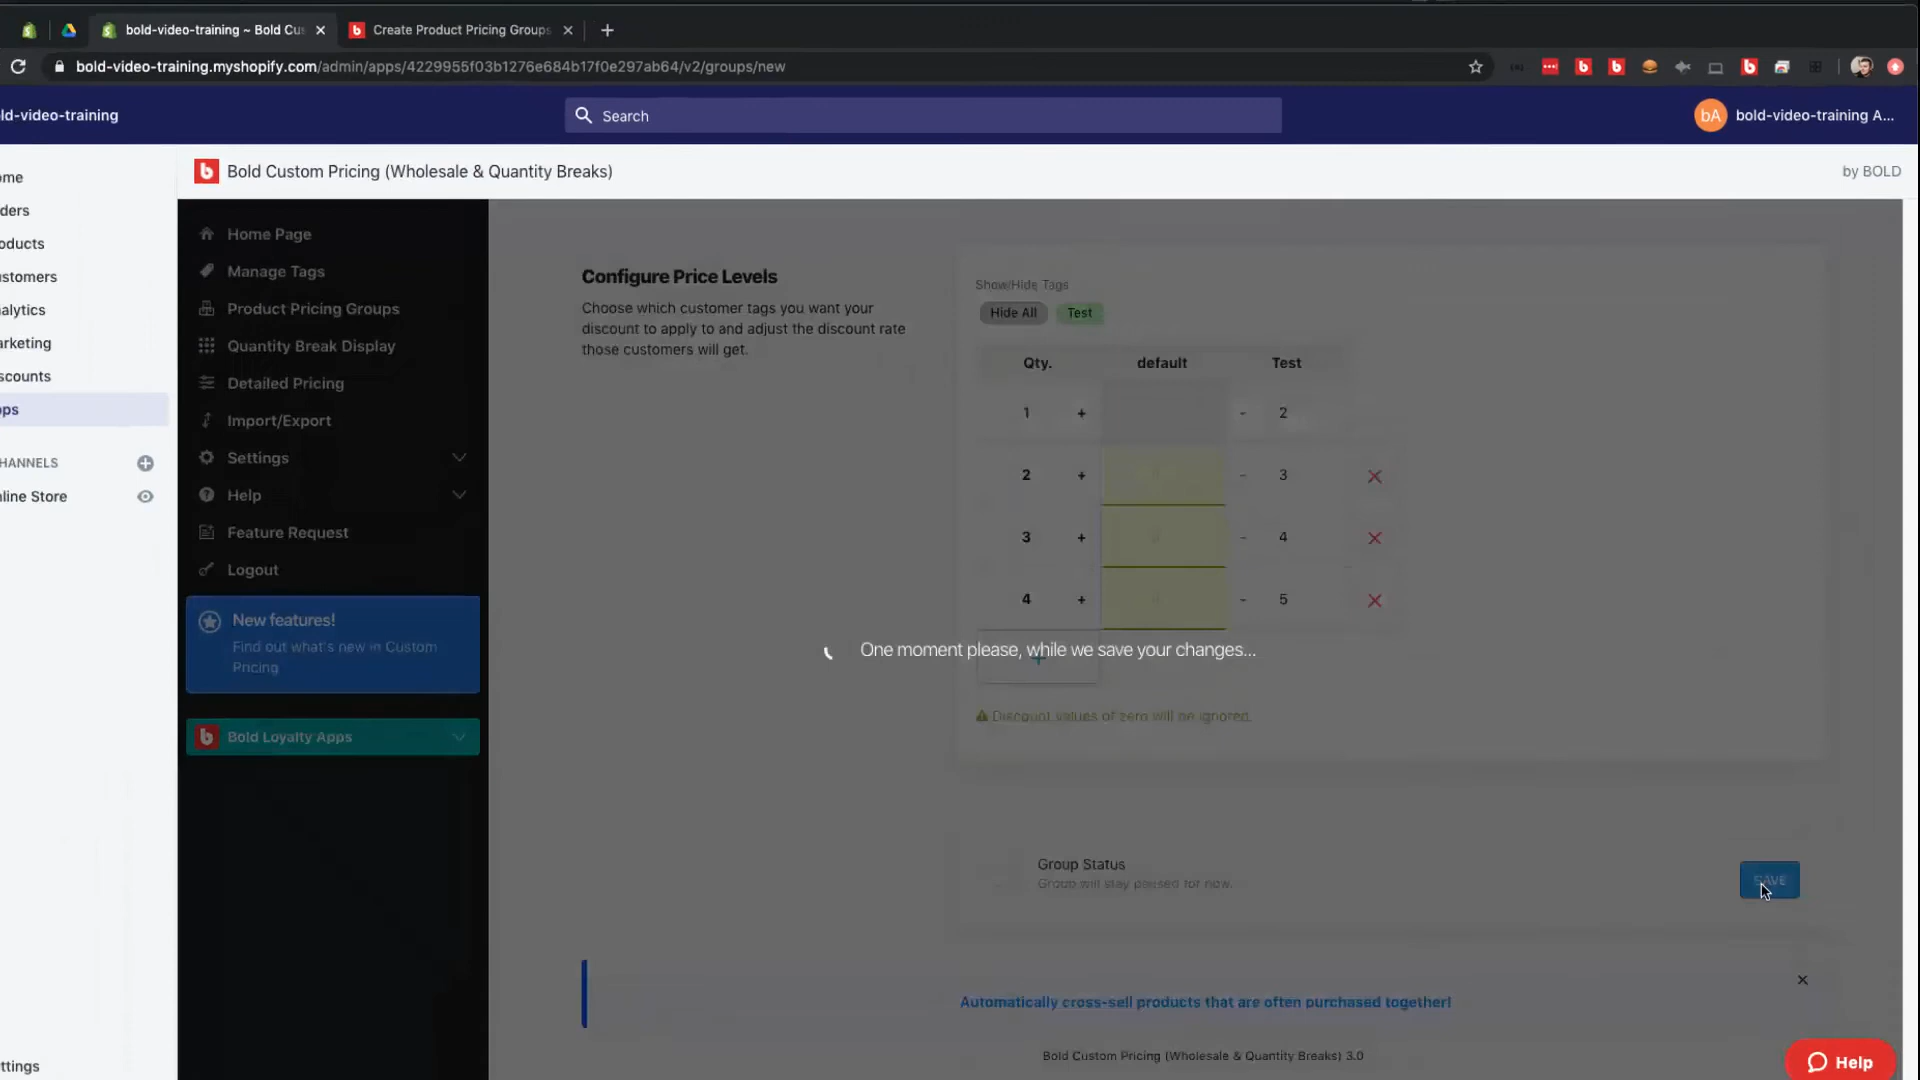 bold-video-training ~ Bold Cus
Create Product Pricing Groups
bold-video-training.myshopify.com/admin/apps/4229955f03b1276e684b17f0e297ab64/v2/groups/new
ld-video-training
Search
bA bold-video-training A...
ome
ders
oducts
ustomers
alytics
arketing
scounts
ps
HANNELS
line Store
ttings
Bold Custom Pricing (Wholesale & Quantity Breaks)
by BOLD
Home Page
Manage Tags
Product Pricing Groups
Quantity Break Display
Detailed Pricing
Import/Export
Settings
Help
Feature Request
Logout
New features!
Find out what's new in Custom
Pricing
Bold Loyalty Apps
Configure Price Levels
Choose which customer tags you want your
discount to apply to and adjust the discount rate
those customers will get.
Show/Hide Tags
Hide All Test
Qty. default Test
1 + - 2
2 + - 3
3 + - 4
4 + - 5
+
One moment please, while we save your changes...
Discount values of zero will be ignored.
Group Status
Group will stay paused for now.
SAVE
Automatically cross-sell products that are often purchased together!
Bold Custom Pricing (Wholesale & Quantity Breaks) 3.0
Help